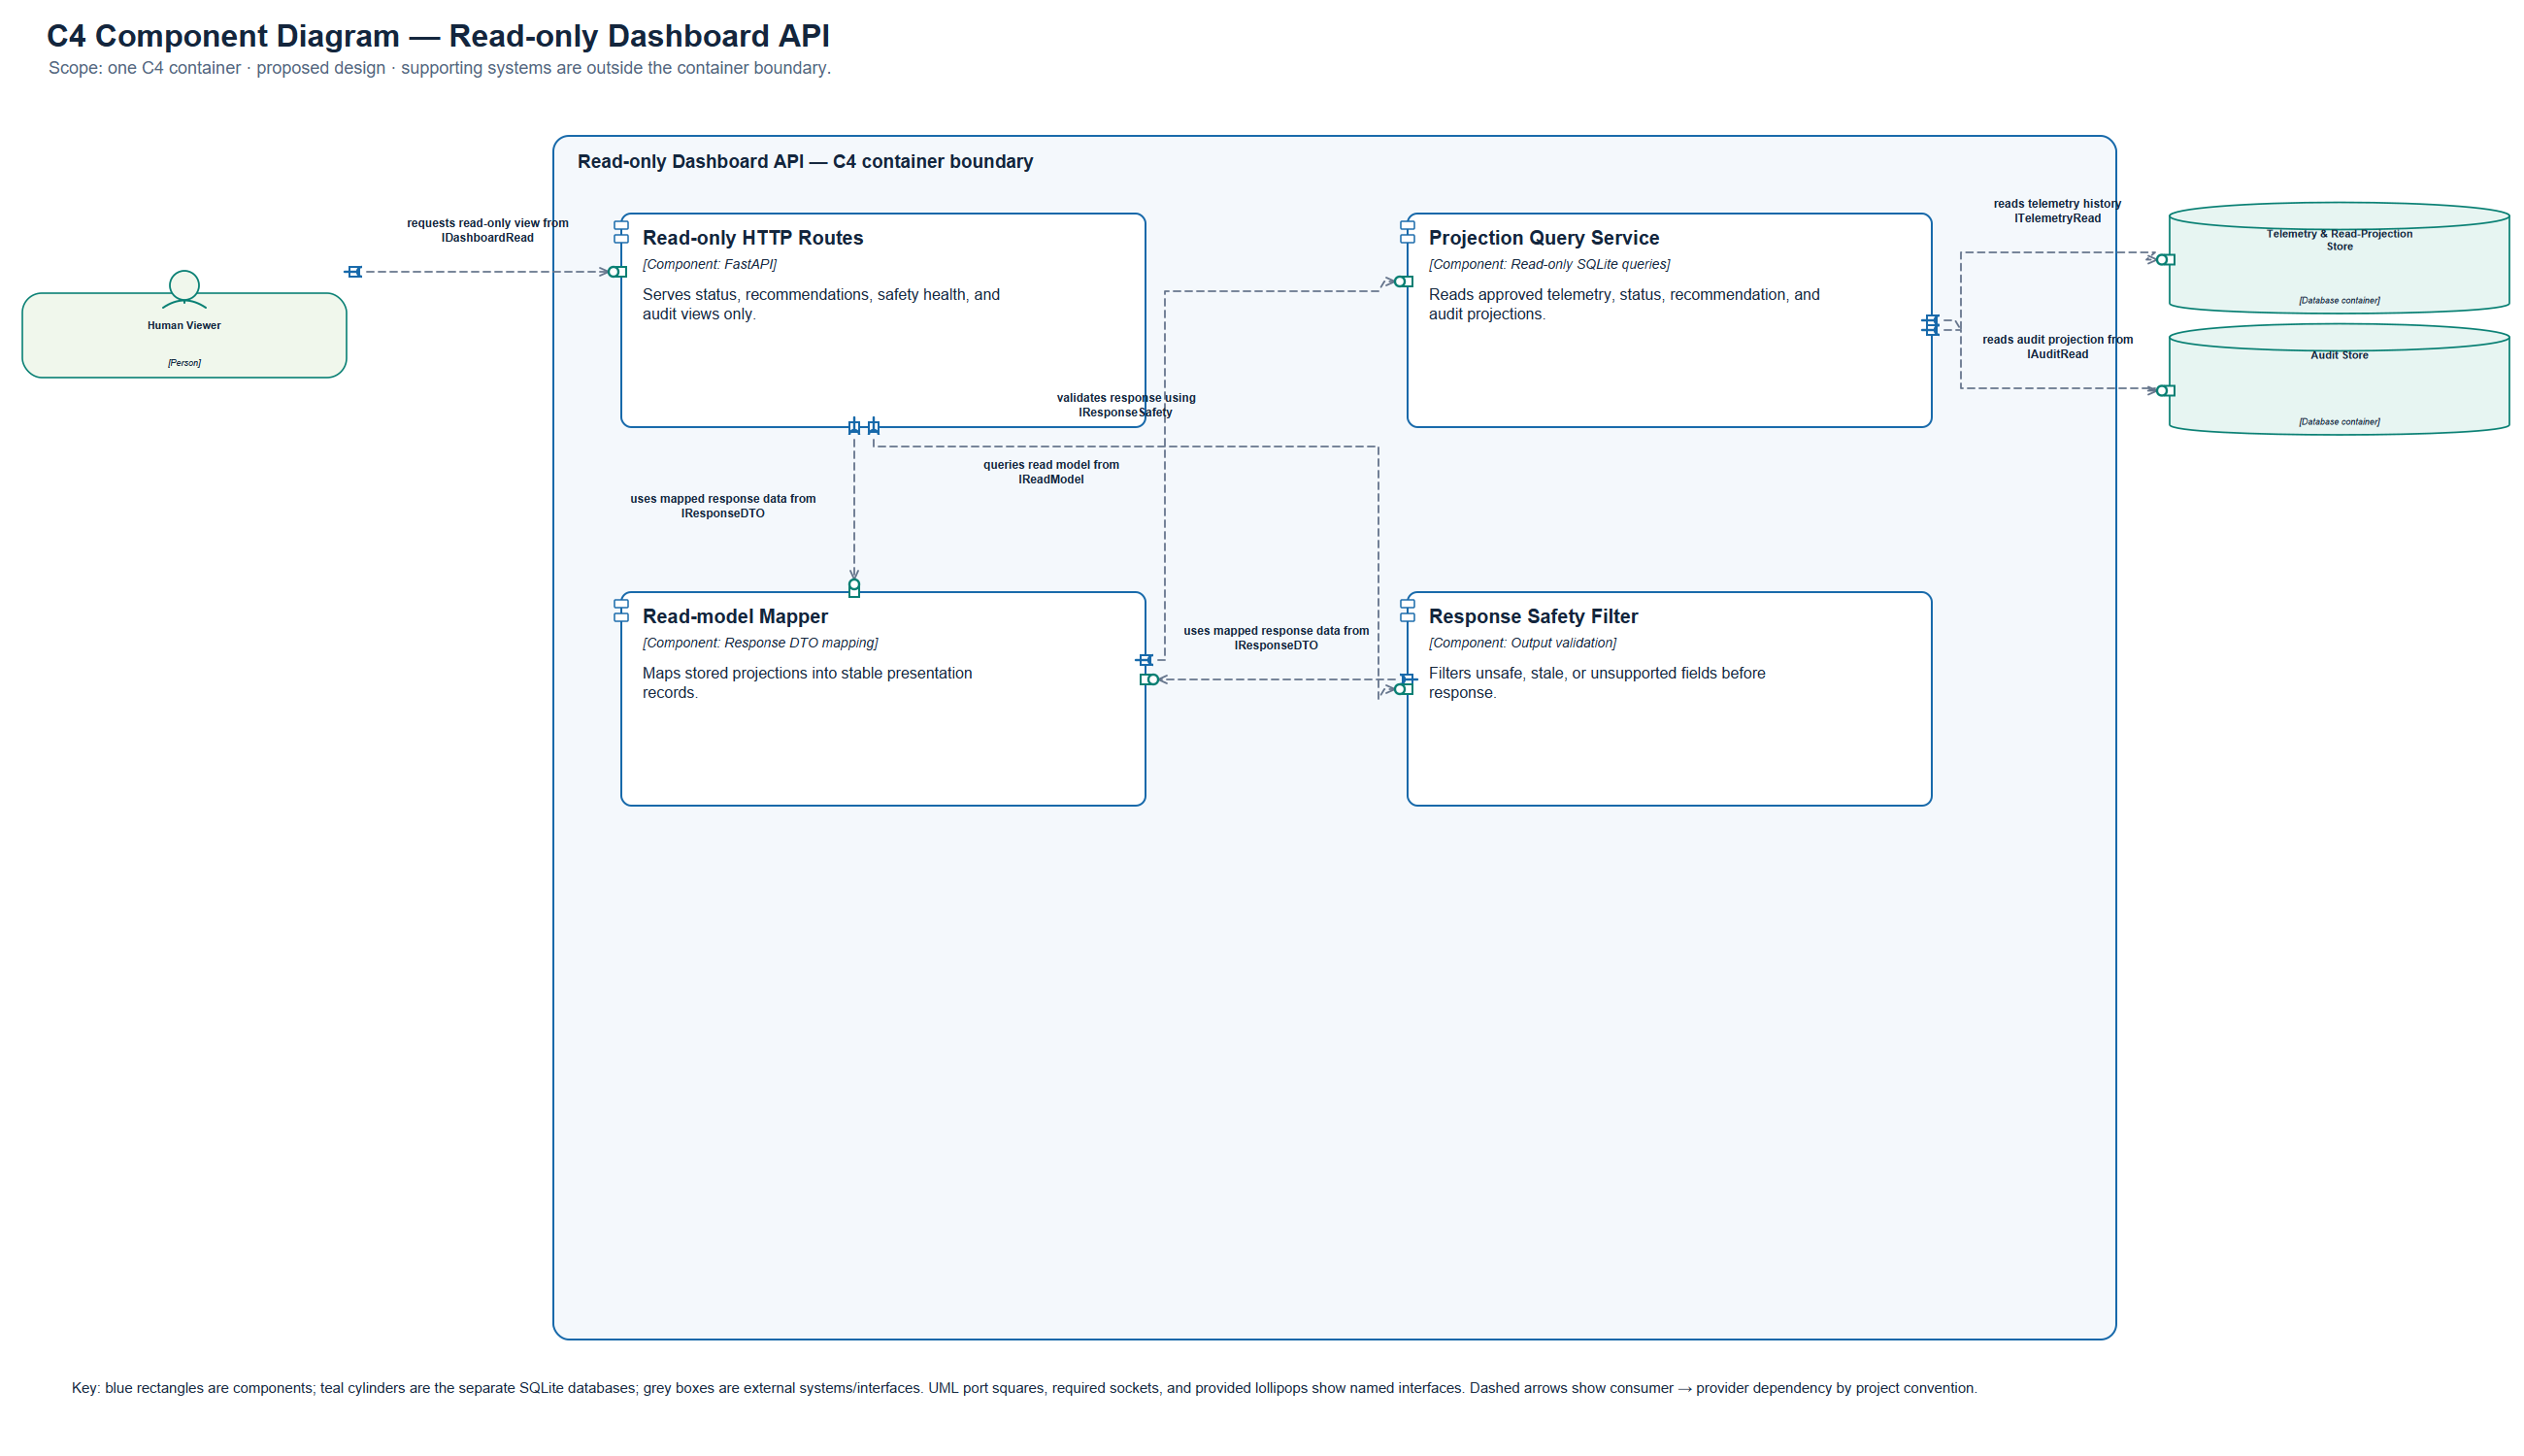 C4 Component Diagram — Read-only Dashboard API
Scope: one C4 container · proposed design · supporting systems are outside the container boundary.
Read-only Dashboard API — C4 container boundary
requests read-only view from
IDashboardRead
Human Viewer
[Person]
Read-only HTTP Routes
[Component: FastAPI]
Serves status, recommendations, safety health, and
audit views only.
Projection Query Service
[Component: Read-only SQLite queries]
Reads approved telemetry, status, recommendation, and
audit projections.
reads telemetry history
ITelemetryRead
Telemetry & Read-Projection
Store
[Database container]
reads audit projection from
IAuditRead
Audit Store
[Database container]
validates response using
IResponseSafety
queries read model from
IReadModel
uses mapped response data from
IResponseDTO
Read-model Mapper
[Component: Response DTO mapping]
Maps stored projections into stable presentation
records.
uses mapped response data from
IResponseDTO
Response Safety Filter
[Component: Output validation]
Filters unsafe, stale, or unsupported fields before
response.
Key: blue rectangles are components; teal cylinders are the separate SQLite databases; grey boxes are external systems/interfaces. UML port squares, required sockets, and provided lollipops show named interfaces. Dashed arrows show consumer → provider dependency by project convention.